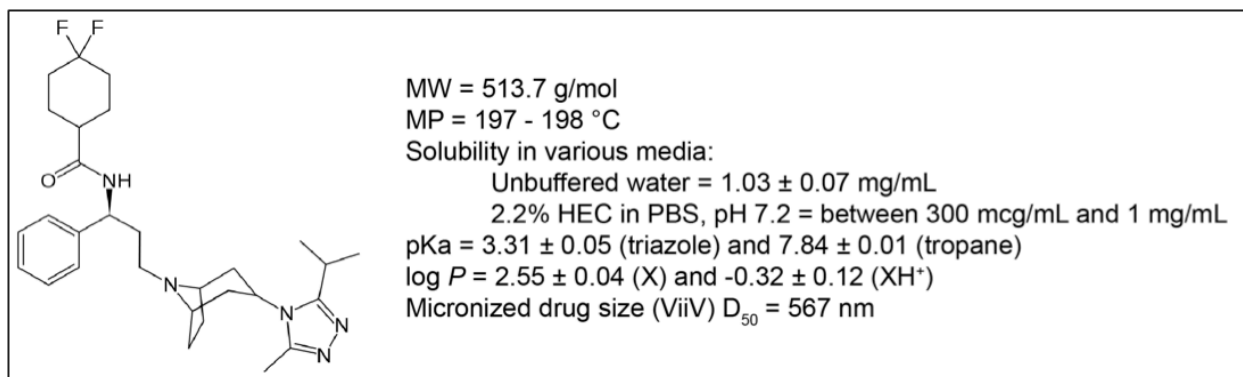 F F
O
NH
N
N
N
N
MW = 513.7 g/mol
MP = 197 - 198 °C
Solubility in various media:
Unbuffered water = 1.03 ± 0.07 mg/mL
2.2% HEC in PBS, pH 7.2 = between 300 mcg/mL and 1 mg/mL
pKa = 3.31 ± 0.05 (triazole) and 7.84 ± 0.01 (tropane)
log P = 2.55 ± 0.04 (X) and -0.32 ± 0.12 (XH⁺)
Micronized drug size (ViiV) D₅₀ = 567 nm